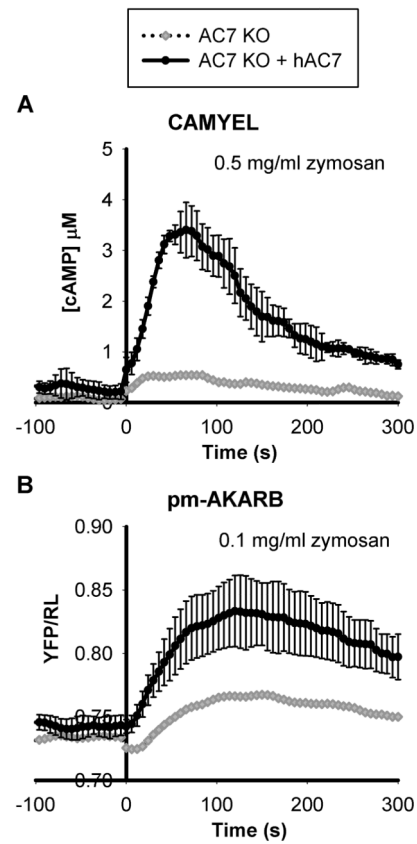 AC7 KO
AC7 KO + hAC7
A
CAMYEL
0.5 mg/ml zymosan
[cAMP] μM
5
4
3
2
1
0
-100 0 100 200 300
Time (s)
B
pm-AKARB
0.1 mg/ml zymosan
YFP/RL
0.90
0.85
0.80
0.75
0.70
-100 0 100 200 300
Time (s)